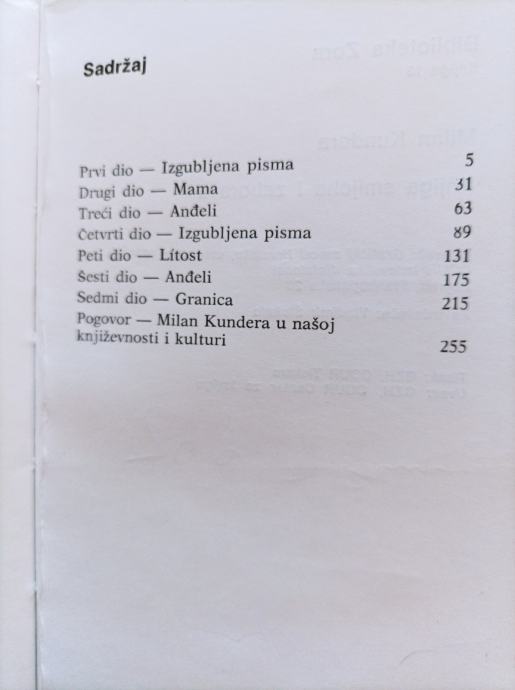 Sadržaj
Prvi dio — Izgubljena pisma 5
Drugi dio — Mama 31
Treći dio — Anđeli 63
Četvrti dio — Izgubljena pisma 89
Peti dio — Lítost 131
Šesti dio — Anđeli 175
Sedmi dio — Granica 215
Pogovor — Milan Kundera u našoj
književnosti i kulturi 255